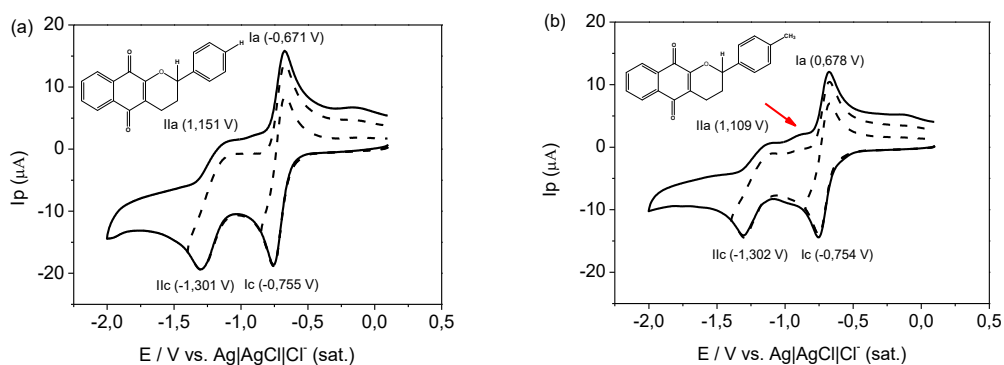 (a)
O
O
O
H
H
Ia (-0,671 V)
IIa (1,151 V)
IIc (-1,301 V)
Ic (-0,755 V)
20
10
0
-10
-20
Ip (µA)
-2,0 -1,5 -1,0 -0,5 0,0 0,5
E / V vs. Ag|AgCl|Cl⁻ (sat.)
(b)
O
O
O
H
CH₃
Ia (0,678 V)
IIa (1,109 V)
IIc (-1,302 V)
Ic (-0,754 V)
20
10
0
-10
-20
Ip (µA)
-2,0 -1,5 -1,0 -0,5 0,0 0,5
E / V vs. Ag|AgCl|Cl⁻ (sat.)